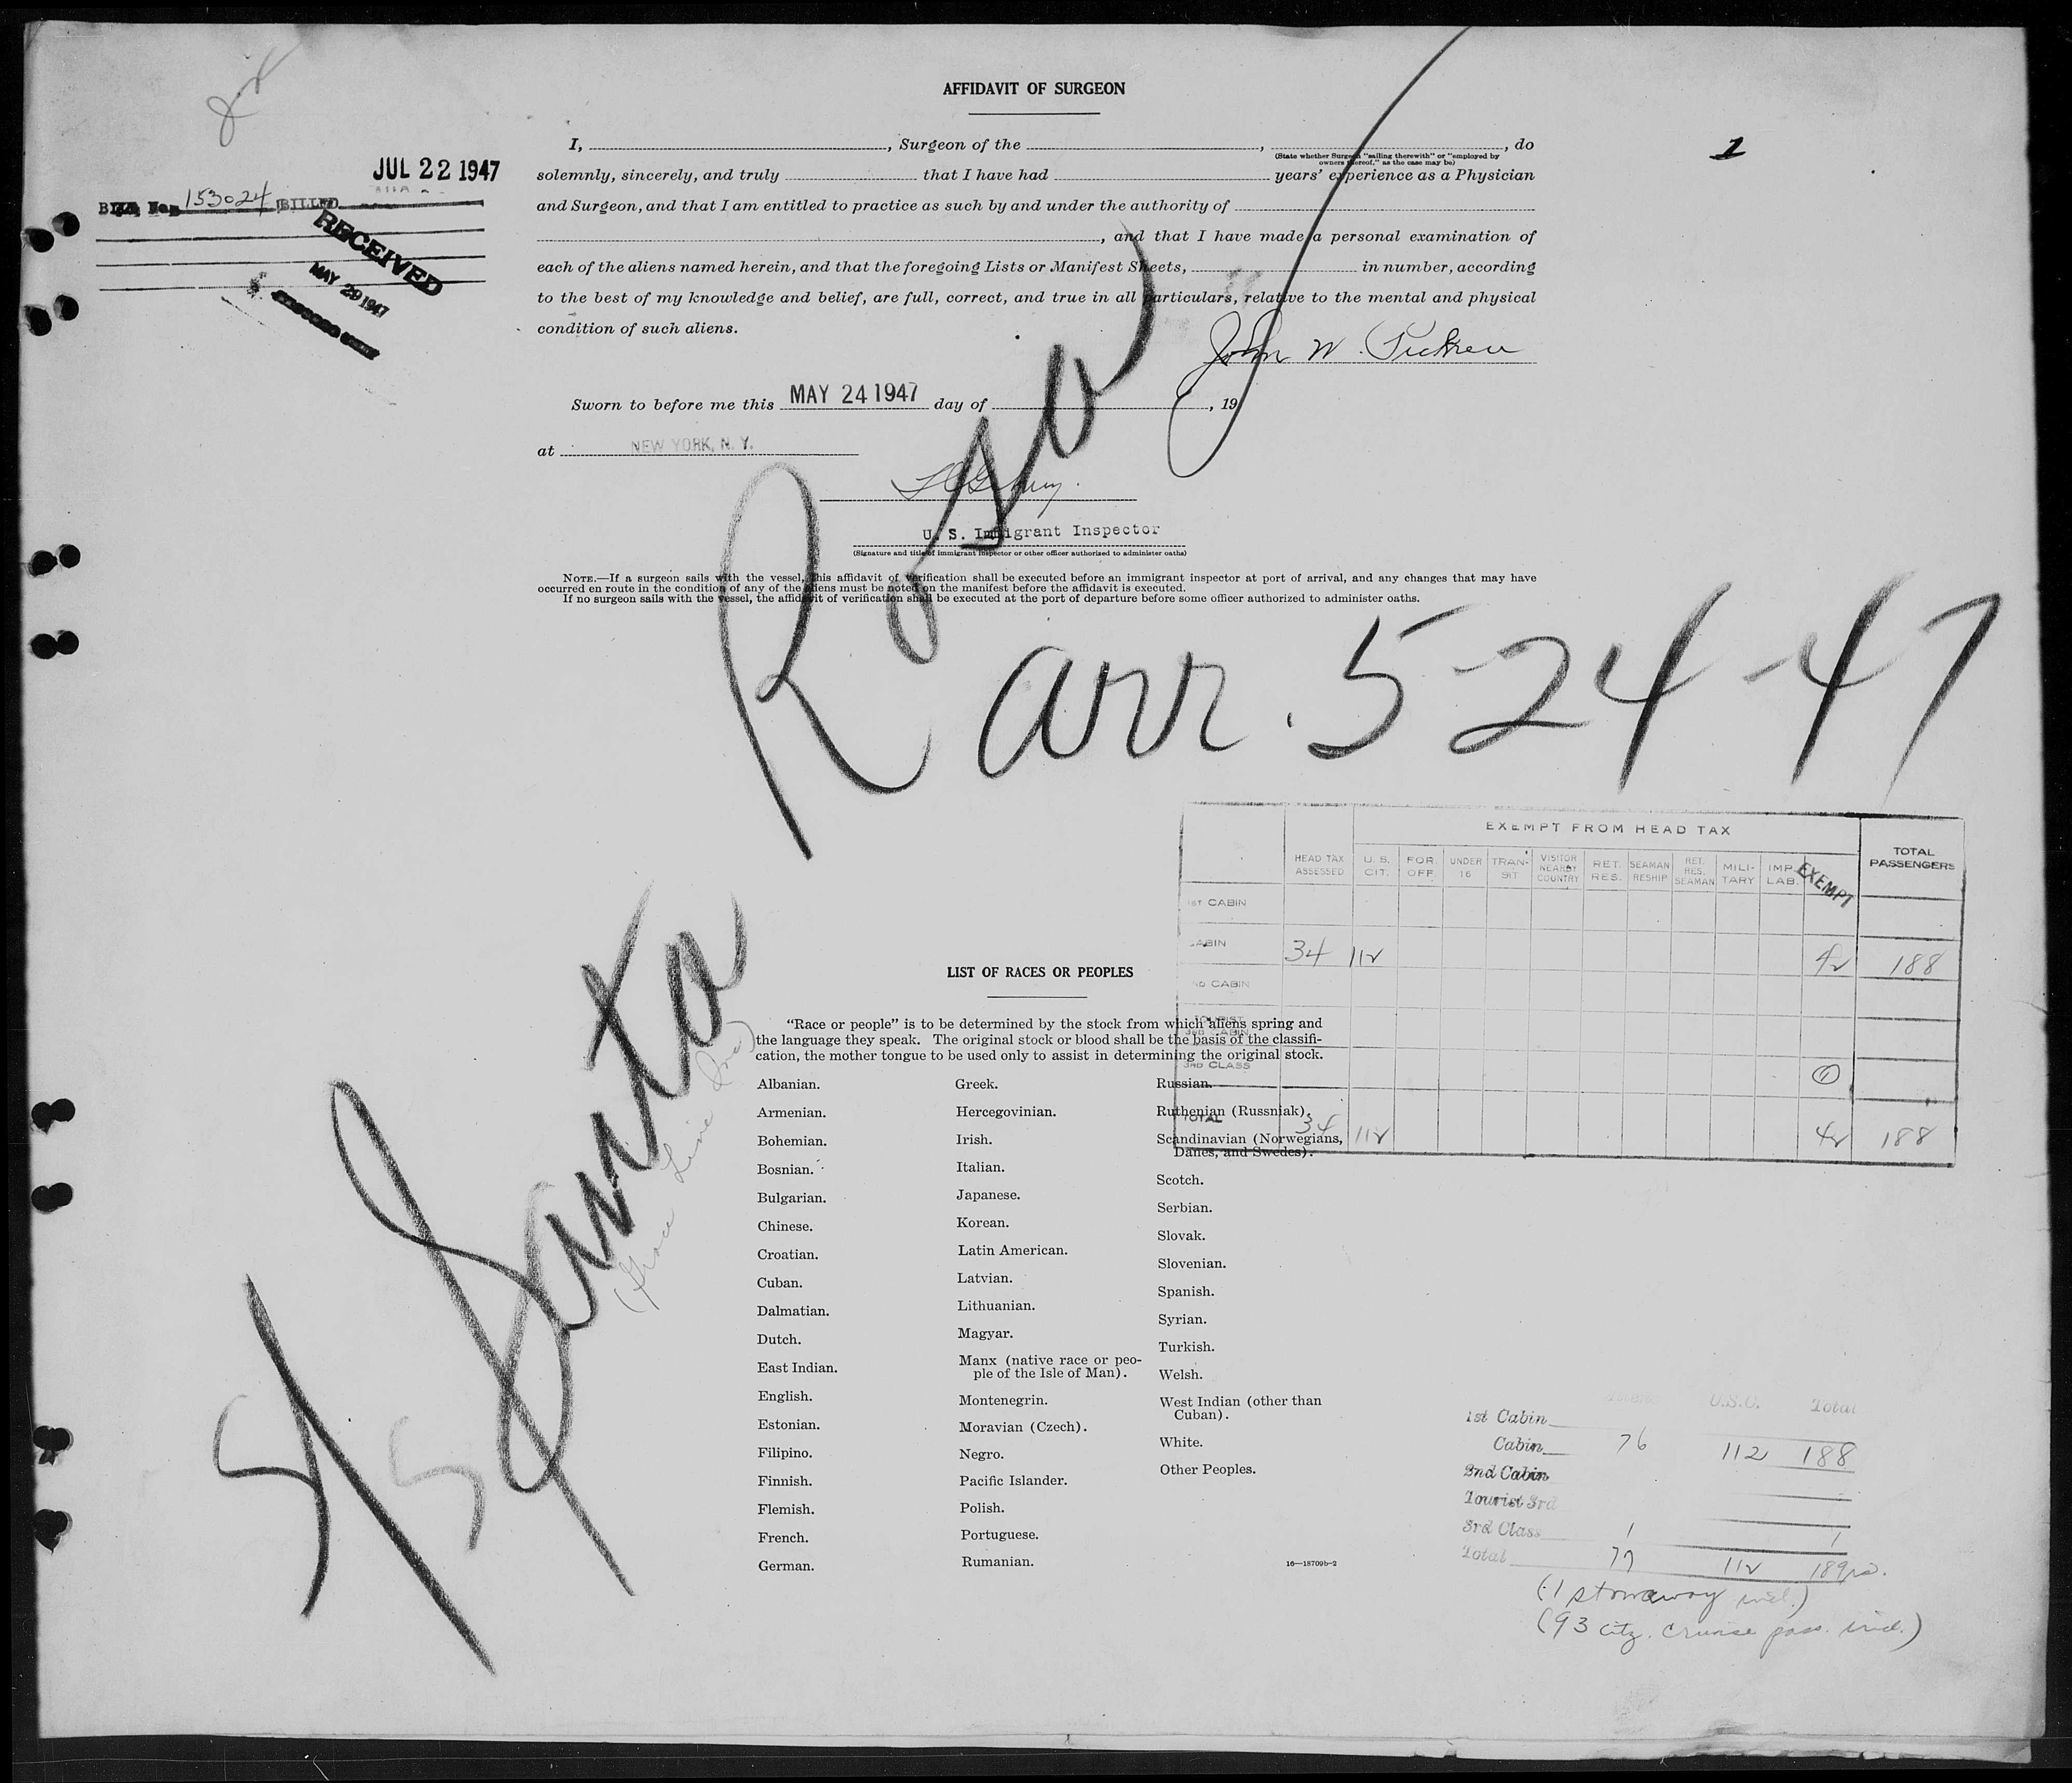 AFFIDAVIT OF SURGEON
1
I, , Surgeon of the , , do
(State whether Surgeon "sailing therewith" or "employed by
owners thereof," as the case may be)
solemnly, sincerely, and truly that I have had years' experience as a Physician
and Surgeon, and that I am entitled to practice as such by and under the authority of
, and that I have made a personal examination of
each of the aliens named herein, and that the foregoing Lists or Manifest Sheets, in number, according
to the best of my knowledge and belief, are full, correct, and true in all particulars, relative to the mental and physical
condition of such aliens.
JUL 22 1947
153024 BILLED
RECEIVED
MAY 29 1947
John W.
Sworn to before me this MAY 24 1947 day of , 19
at NEW YORK, N. Y.
U. S. Immigrant Inspector
(Signature and title of immigrant inspector or other officer authorized to administer oaths)
NOTE.—If a surgeon sails with the vessel, this affidavit of verification shall be executed before an immigrant inspector at port of arrival, and any changes that may have
occurred en route in the condition of any of the aliens must be noted on the manifest before the affidavit is executed.
If no surgeon sails with the vessel, the affidavit of verification shall be executed at the port of departure before some officer authorized to administer oaths.
S/S Santa Rosa
(Grace Line Inc)
arr. 5-24-47
EXEMPT FROM HEAD TAX
HEAD TAX ASSESSED U. S. CIT. FOR. OFF. UNDER 16 TRANSIT VISITOR NEARBY COUNTRY RET. RES. SEAMAN RESHIP RET. RES. SEAMAN MILITARY IMP. LAB. EXEMPT TOTAL PASSENGERS
1ST CABIN
CABIN 34 112 42 188
2ND CABIN
TOURIST
3RD CABIN
3RD CLASS 1
TOTAL 34 112 42 188
LIST OF RACES OR PEOPLES
"Race or people" is to be determined by the stock from which aliens spring and
the language they speak. The original stock or blood shall be the basis of the classifi-
cation, the mother tongue to be used only to assist in determining the original stock.
Albanian.
Armenian.
Bohemian.
Bosnian.
Bulgarian.
Chinese.
Croatian.
Cuban.
Dalmatian.
Dutch.
East Indian.
English.
Estonian.
Filipino.
Finnish.
Flemish.
French.
German.
Greek.
Hercegovinian.
Irish.
Italian.
Japanese.
Korean.
Latin American.
Latvian.
Lithuanian.
Magyar.
Manx (native race or peo-
ple of the Isle of Man).
Montenegrin.
Moravian (Czech).
Negro.
Pacific Islander.
Polish.
Portuguese.
Rumanian.
Russian.
Ruthenian (Russniak).
Scandinavian (Norwegians,
Danes, and Swedes).
Scotch.
Serbian.
Slovak.
Slovenian.
Spanish.
Syrian.
Turkish.
Welsh.
West Indian (other than
Cuban).
White.
Other Peoples.
16—18709b-2
U.S.C. Total
1st Cabin
Cabin 76 112 188
2nd Cabin
Tourist 3rd
3rd Class 1 1
Total 77 112 189
(1 stowaway incl.)
(93 citz. cruise pass. incl.)